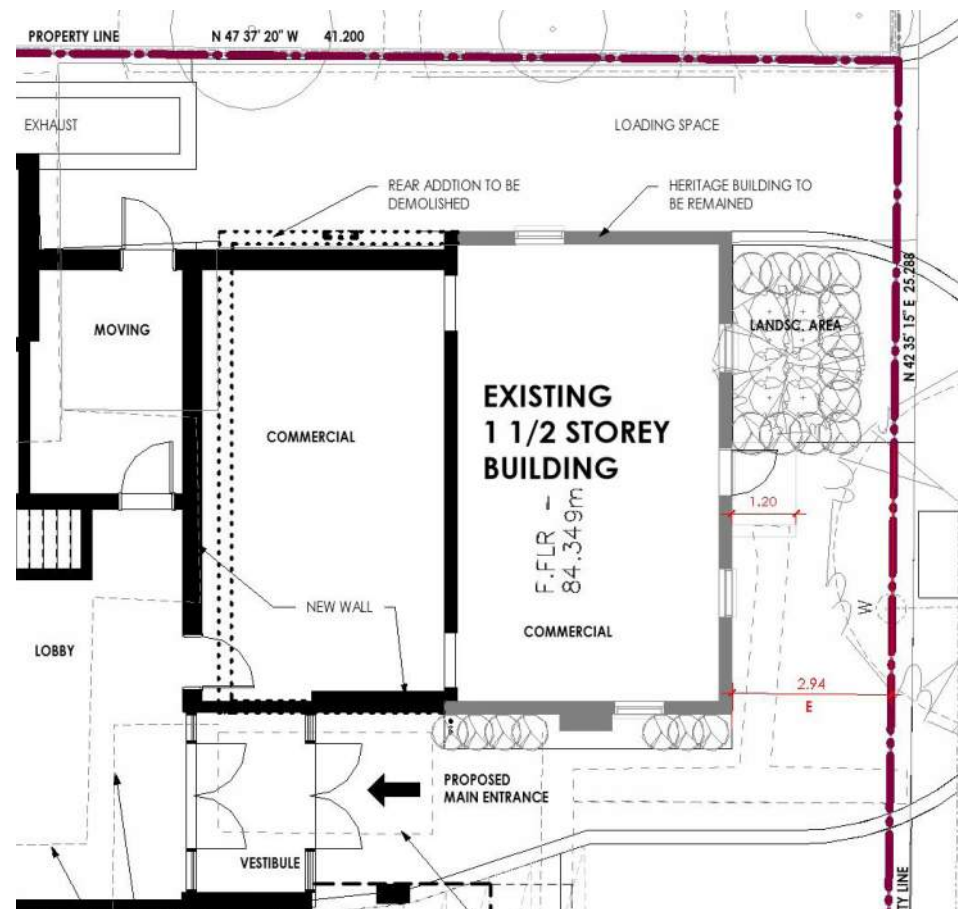 PROPERTY LINE N 47 37' 20" W 41.200
EXHAUST
LOADING SPACE
REAR ADDTION TO BE
DEMOLISHED
HERITAGE BUILDING TO
BE REMAINED
N 42 35' 15" E 25.288
MOVING
LANDSC. AREA
EXISTING
1 1/2 STOREY
BUILDING
COMMERCIAL
F.FLR -
84.349m
1.20
NEW WALL
W
LOBBY
COMMERCIAL
2.94
E
PROPOSED
MAIN ENTRANCE
VESTIBULE
TY LINE